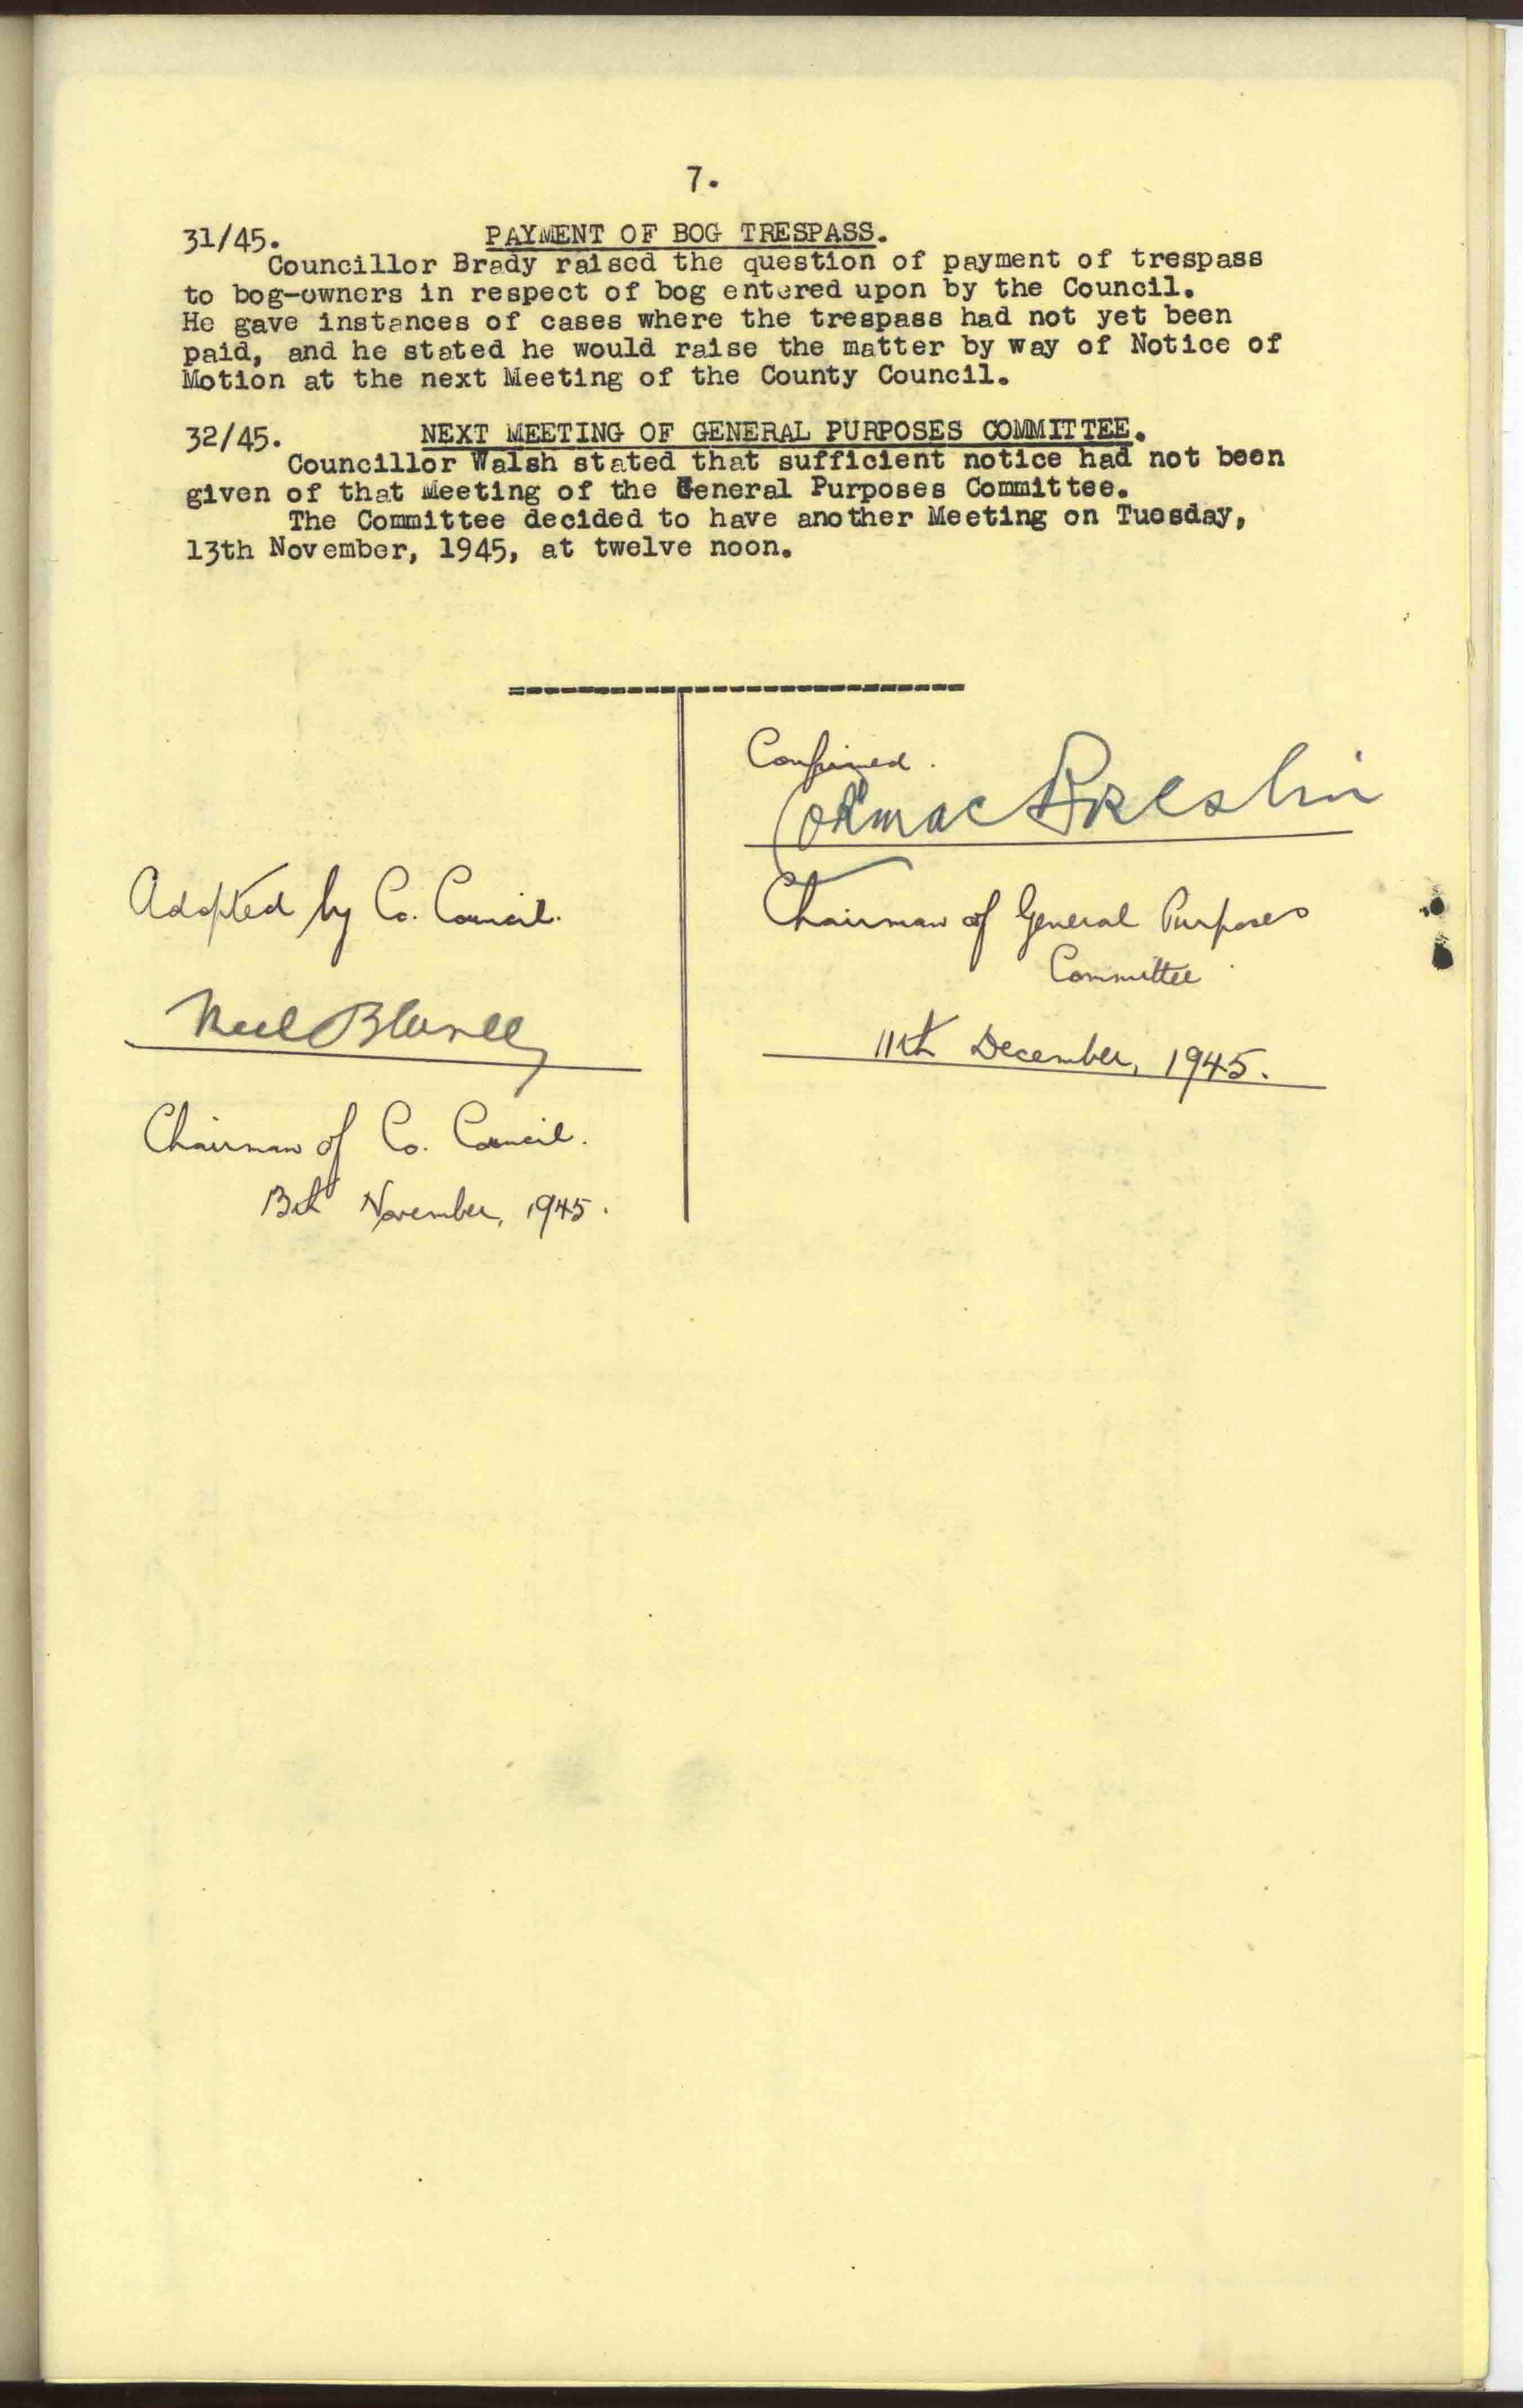 7.
31/45. PAYMENT OF BOG TRESPASS.
Councillor Brady raised the question of payment of trespass
to bog-owners in respect of bog entered upon by the Council.
He gave instances of cases where the trespass had not yet been
paid, and he stated he would raise the matter by way of Notice of
Motion at the next Meeting of the County Council.
32/45. NEXT MEETING OF GENERAL PURPOSES COMMITTEE.
Councillor Walsh stated that sufficient notice had not been
given of that Meeting of the General Purposes Committee.
The Committee decided to have another Meeting on Tuesday,
13th November, 1945, at twelve noon.
Adopted by Co. Council.
Neil Blaney
Chairman of Co. Council.
13th November, 1945.
Confirmed.
Cormac Breslin
Chairman of General Purposes
Committee
11th December, 1945.